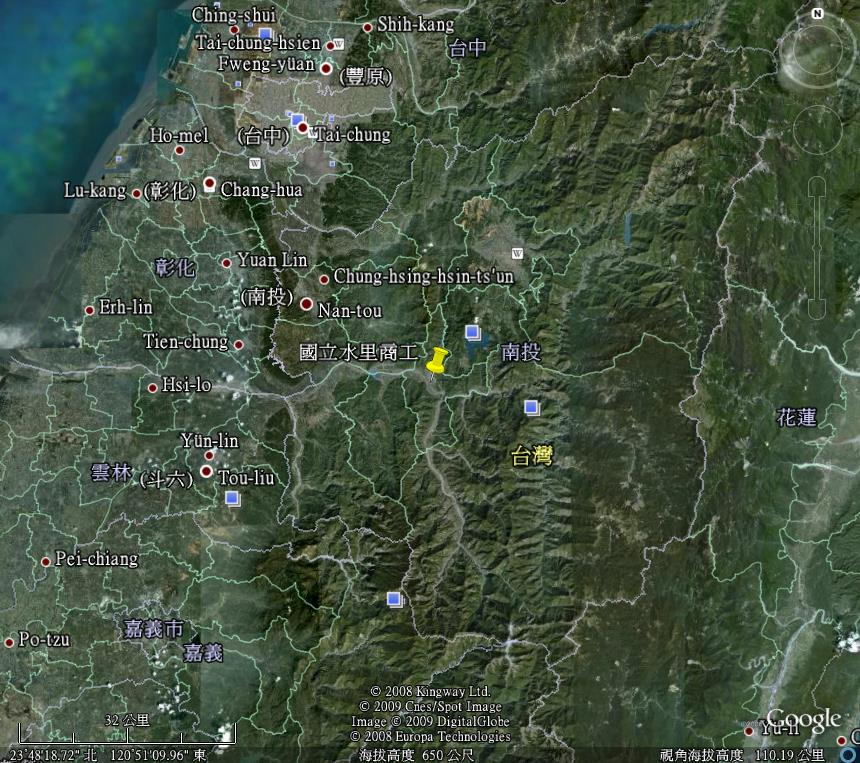 N
Ching-shui
Shih-kang
Tai-chung-hsien
W
台中
Fweng-yüan
(豐原)
Ho-mel
(台中)
Tai-chung
W
Lu-kang
(彰化)
Chang-hua
彰化
Yuan Lin
W
Chung-hsing-hsin-ts'un
(南投)
Nan-tou
Erh-lin
Tien-chung
國立水里商工
南投
Hsi-lo
花蓮
Yün-lin
台灣
雲林
(斗六)
Tou-liu
Pei-chiang
嘉義市
Po-tzu
嘉義
© 2008 Kingway Ltd.
© 2009 Cnes/Spot Image
Image © 2009 DigitalGlobe
© 2008 Europa Technologies
32 公里
Google
Yu-li
23°48'18.72" 北 120°51'09.96" 東
海拔高度 650 公尺
視角海拔高度 110.19 公里